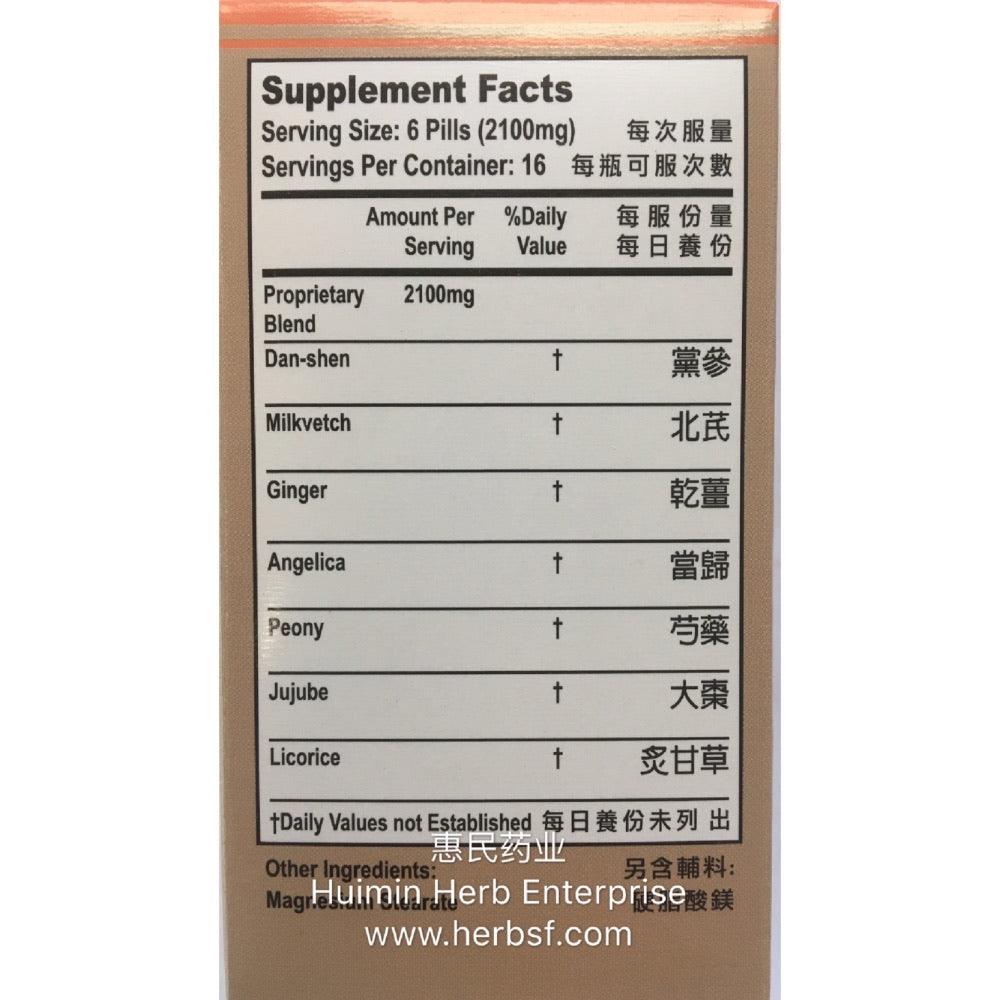 Supplement Facts
Serving Size: 6 Pills (2100mg) 每次服量
Servings Per Container: 16 每瓶可服次數
Amount Per %Daily 每服份量
Serving Value 每日養份
Proprietary 2100mg
Blend
Dan-shen † 黨參
Milkvetch † 北芪
Ginger † 乾薑
Angelica † 當歸
Peony † 芍藥
Jujube † 大棗
Licorice † 炙甘草
†Daily Values not Established 每日養份未列出
惠民药业
Other Ingredients: 另含輔料:
Huimin Herb Enterprise
Magnesium Stearate 硬脂酸鎂
www.herbsf.com